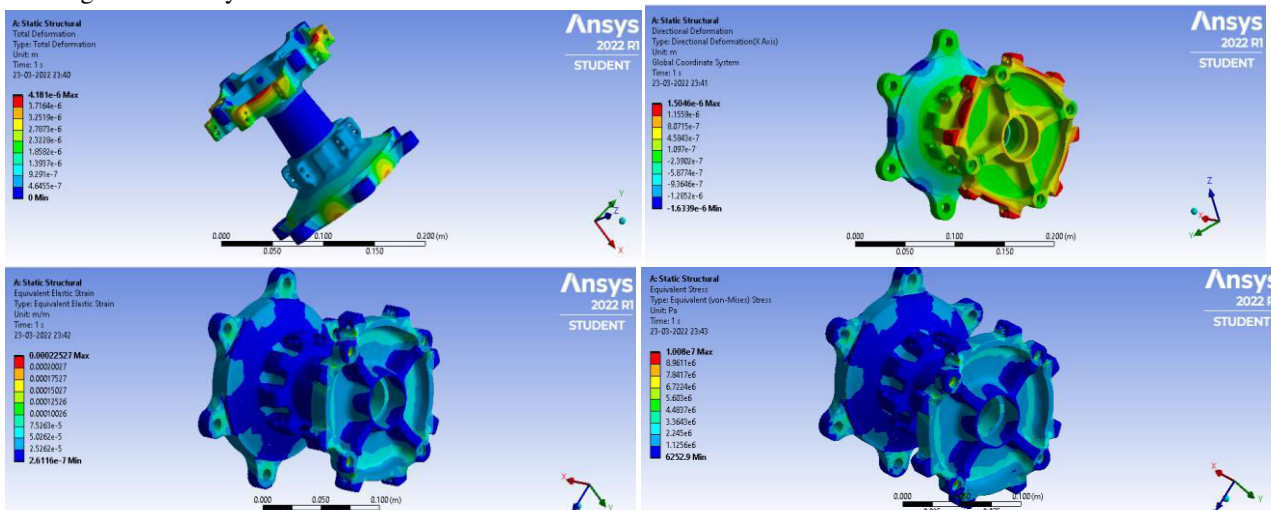 A: Static Structural
Total Deformation
Type: Total Deformation
Unit: m
Time: 1 s
23-03-2022 23:40
4.181e-6 Max
3.7164e-6
3.2519e-6
2.7873e-6
2.3228e-6
1.8582e-6
1.3937e-6
9.291e-7
4.6455e-7
0 Min
Ansys
2022 R1
STUDENT
0.000
0.050
0.100
0.150
0.200 (m)
Y
Z
X
A: Static Structural
Directional Deformation
Type: Directional Deformation(X Axis)
Unit: m
Global Coordinate System
Time: 1 s
23-03-2022 23:41
1.5046e-6 Max
1.1559e-6
8.0715e-7
4.5843e-7
1.097e-7
-2.3902e-7
-5.8774e-7
-9.3646e-7
-1.2852e-6
-1.6339e-6 Min
Ansys
2022 R1
STUDENT
0.000
0.050
0.100
0.150
0.200 (m)
Z
X
Y
A: Static Structural
Equivalent Elastic Strain
Type: Equivalent Elastic Strain
Unit: m/m
Time: 1 s
23-03-2022 23:42
0.00022527 Max
0.00020027
0.00017527
0.00015027
0.00012526
0.00010026
7.5263e-5
5.0262e-5
2.5262e-5
2.6116e-7 Min
Ansys
2022 R1
STUDENT
0.000
0.050
0.100 (m)
X
Y
A: Static Structural
Equivalent Stress
Type: Equivalent (von-Mises) Stress
Unit: Pa
Time: 1 s
23-03-2022 23:43
1.008e7 Max
8.9611e6
7.8417e6
6.7224e6
5.603e6
4.4837e6
3.3643e6
2.245e6
1.1256e6
6252.9 Min
Ansys
2022 R
STUDENT
0.000
0.050
0.100 (m)
X
Y